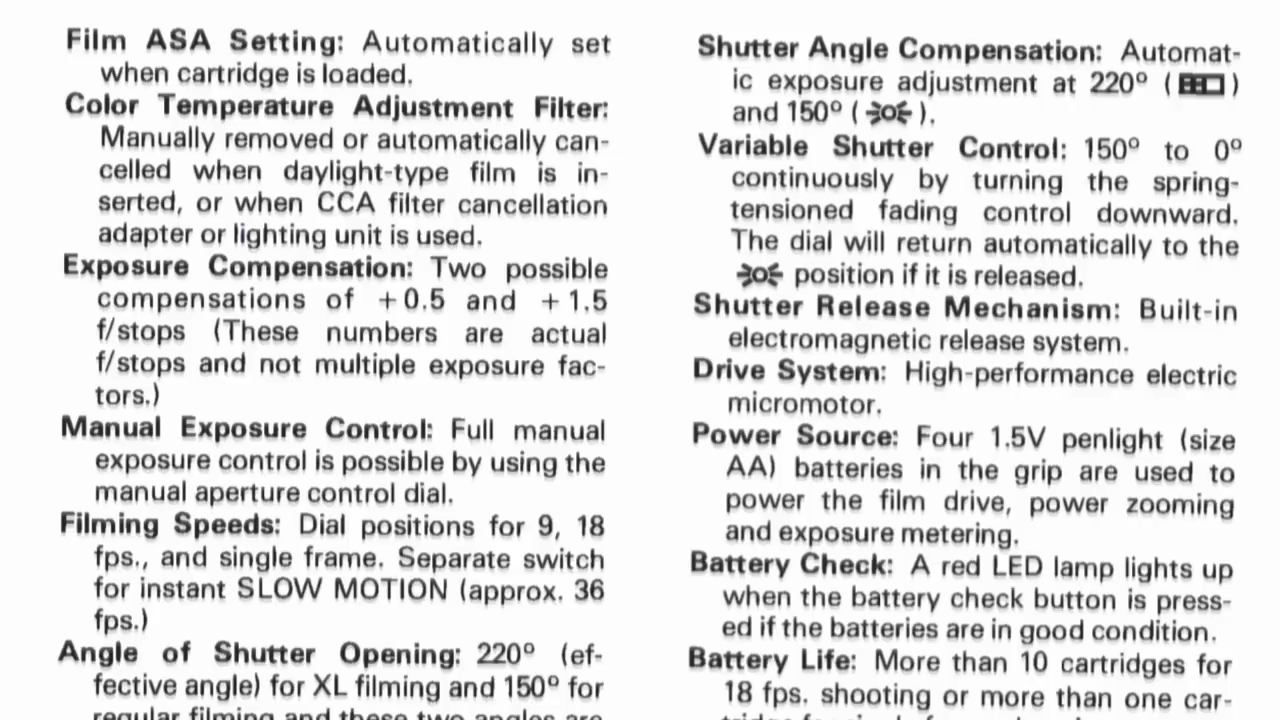 Film ASA Setting: Automatically set
when cartridge is loaded.
Color Temperature Adjustment Filter:
Manually removed or automatically can-
celled when daylight-type film is in-
serted, or when CCA filter cancellation
adapter or lighting unit is used.
Exposure Compensation: Two possible
compensations of +0.5 and +1.5
f/stops (These numbers are actual
f/stops and not multiple exposure fac-
tors.)
Manual Exposure Control: Full manual
exposure control is possible by using the
manual aperture control dial.
Filming Speeds: Dial positions for 9, 18
fps., and single frame. Separate switch
for instant SLOW MOTION (approx. 36
fps.)
Angle of Shutter Opening: 220° (ef-
fective angle) for XL filming and 150° for
regular filming and these two angles are
Shutter Angle Compensation: Automat-
ic exposure adjustment at 220° ( )
and 150° ( ).
Variable Shutter Control: 150° to 0°
continuously by turning the spring-
tensioned fading control downward.
The dial will return automatically to the
position if it is released.
Shutter Release Mechanism: Built-in
electromagnetic release system.
Drive System: High-performance electric
micromotor.
Power Source: Four 1.5V penlight (size
AA) batteries in the grip are used to
power the film drive, power zooming
and exposure metering.
Battery Check: A red LED lamp lights up
when the battery check button is press-
ed if the batteries are in good condition.
Battery Life: More than 10 cartridges for
18 fps. shooting or more than one car-